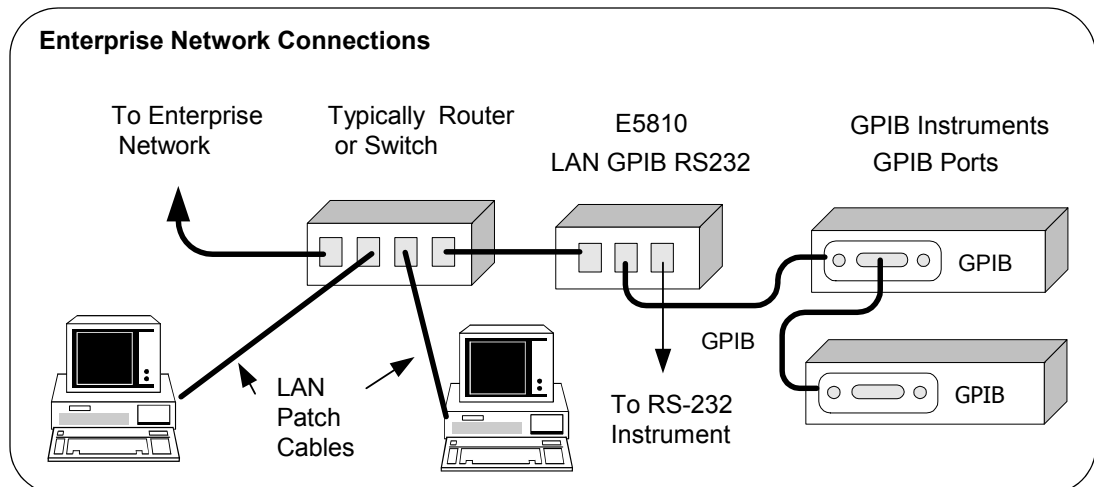 Enterprise Network Connections
To Enterprise
Network
Typically Router
or Switch
E5810
LAN GPIB RS232
GPIB Instruments
GPIB Ports
GPIB
GPIB
GPIB
LAN
Patch
Cables
To RS-232
Instrument